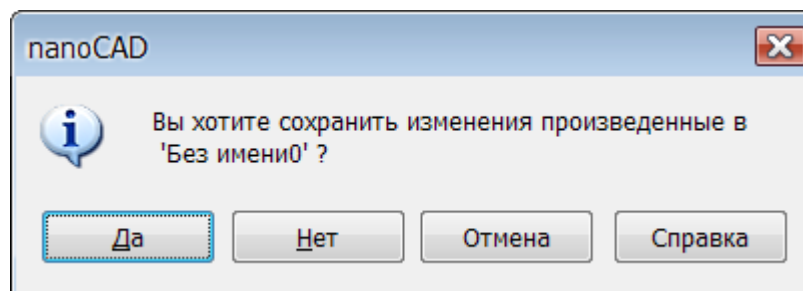 nanoCAD
Вы хотите сохранить изменения произведенные в
'Без имени0' ?
Да Нет Отмена Справка